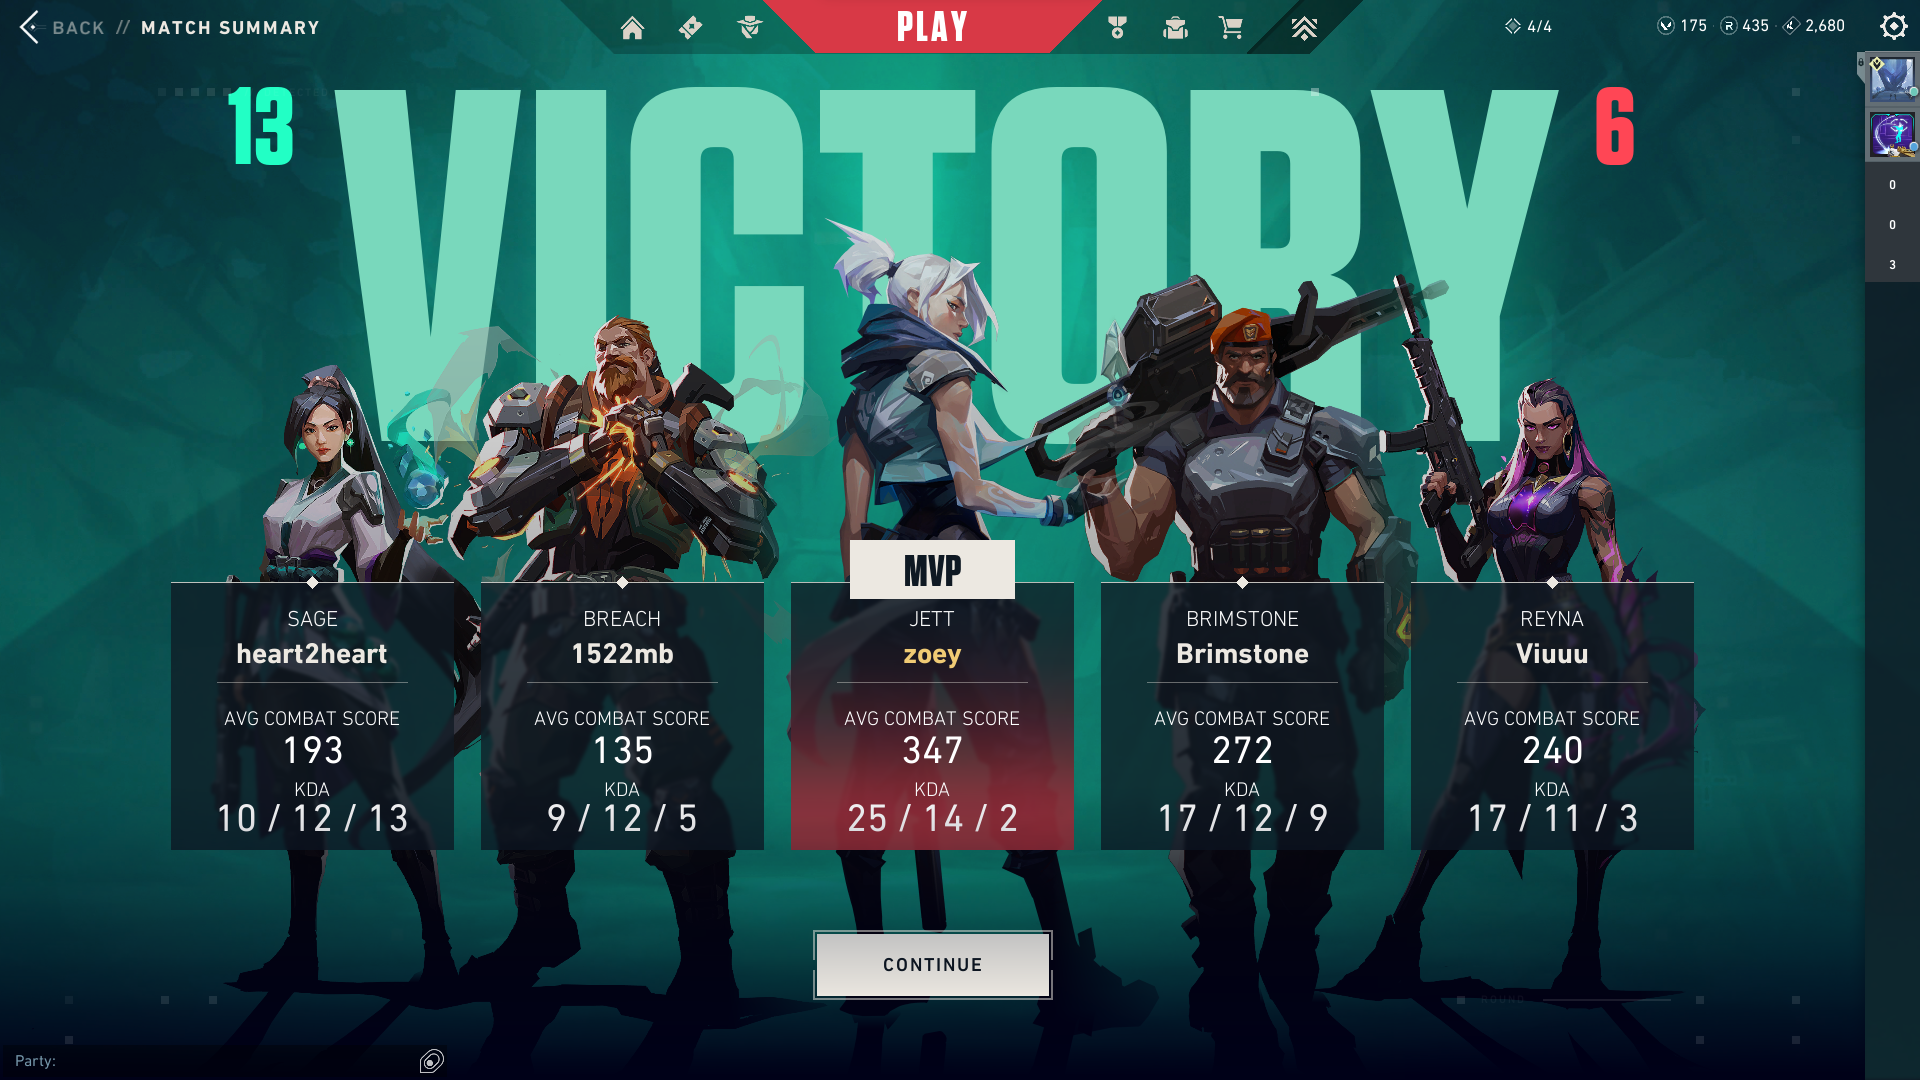 BACK // MATCH SUMMARY
PLAY
4/4
175
R 435
2,680
13
VICTORY
6
0
0
3
MVP
SAGE
heart2heart
AVG COMBAT SCORE
193
KDA
10 / 12 / 13
BREACH
1522mb
AVG COMBAT SCORE
135
KDA
9 / 12 / 5
JETT
zoey
AVG COMBAT SCORE
347
KDA
25 / 14 / 2
BRIMSTONE
Brimstone
AVG COMBAT SCORE
272
KDA
17 / 12 / 9
REYNA
Viuuu
AVG COMBAT SCORE
240
KDA
17 / 11 / 3
CONTINUE
ROUND
Party: